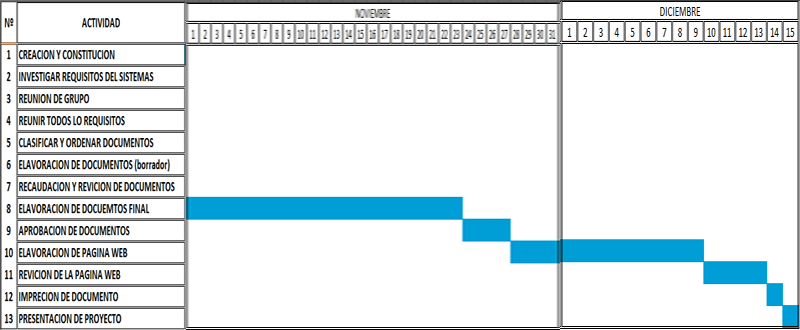 Nº ACTIVIDAD NOVIEMBRE DICIEMBRE
1 2 3 4 5 6 7 8 9 10 11 12 13 14 15 16 17 18 19 20 21 22 23 24 25 26 27 28 29 30 31 1 2 3 4 5 6 7 8 9 10 11 12 13 14 15
1 CREACION Y CONSTITUCION
2 INVESTIGAR REQUISITOS DEL SISTEMAS
3 REUNION DE GRUPO
4 REUNIR TODOS LO REQUISITOS
5 CLASIFICAR Y ORDENAR DOCUMENTOS
6 ELAVORACION DE DOCUMENTOS (borrador)
7 RECAUDACION Y REVICION DE DOCUMENTOS
8 ELAVORACION DE DOCUEMTOS FINAL
9 APROBACION DE DOCUMENTOS
10 ELAVORACION DE PAGINA WEB
11 REVICION DE LA PAGINA WEB
12 IMPRECION DE DOCUMENTO
13 PRESENTACION DE PROYECTO